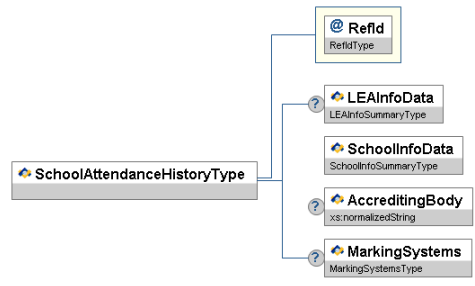 @ RefId
RefIdType
? LEAInfoData
LEAInfoSummaryType
SchoolInfoData
SchoolInfoSummaryType
SchoolAttendanceHistoryType
? AccreditingBody
xs:normalizedString
? MarkingSystems
MarkingSystemsType